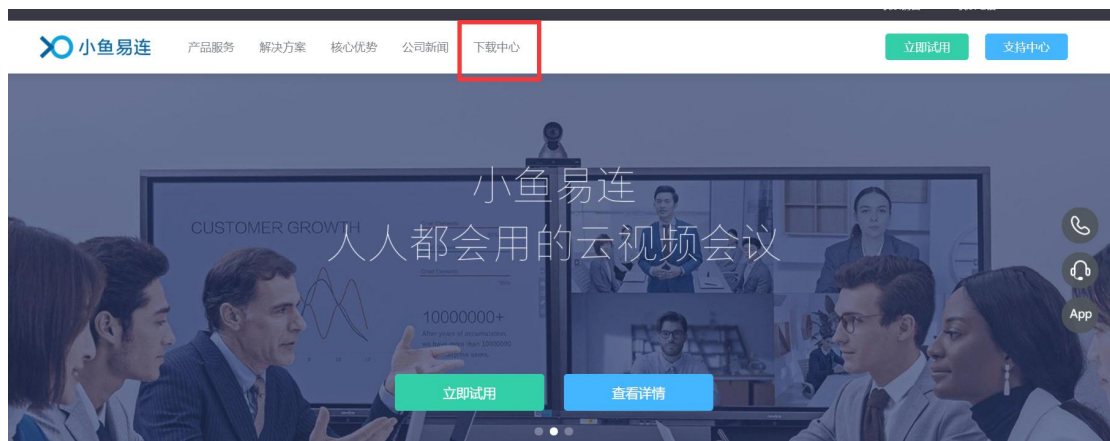 小鱼易连
产品服务
解决方案
核心优势
公司新闻
下载中心
立即试用
支持中心
小鱼易连
CUSTOMER GROWTH
人人都会用的云视频会议
10000000+
App
立即试用
查看详情